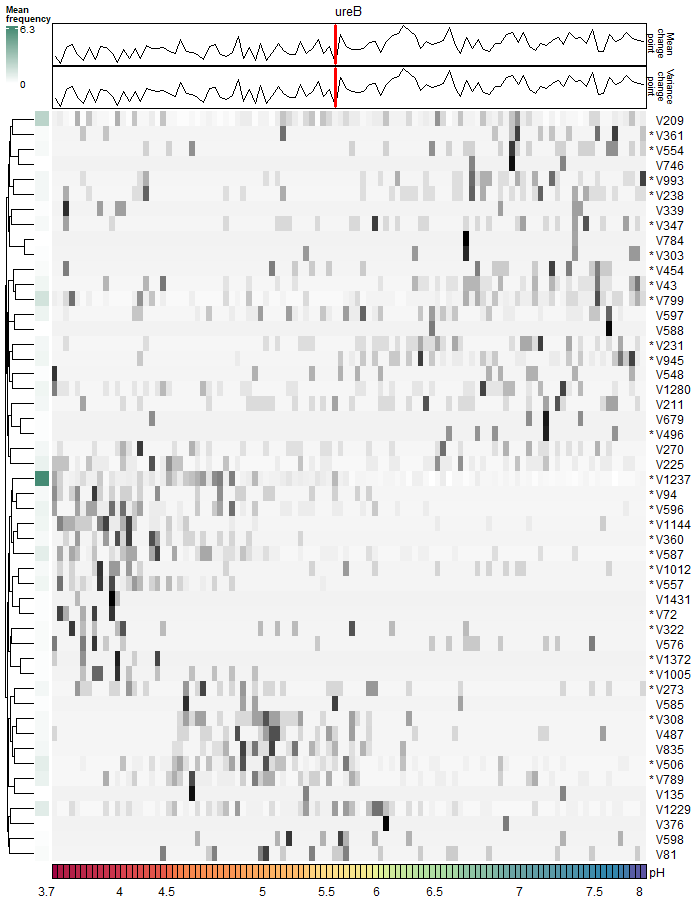 Mean
frequency
6.3
0
ureB
Mean
change
point
Variance
change
point
V209
*V361
*V554
V746
*V993
*V238
V339
*V347
V784
*V303
*V454
*V43
*V799
V597
V588
*V231
*V945
V548
V1280
V211
V679
*V496
V270
V225
*V1237
*V94
*V596
*V1144
*V360
*V587
*V1012
*V557
V1431
*V72
*V322
V576
*V1372
*V1005
*V273
V585
*V308
V487
V835
*V506
*V789
V135
V1229
V376
V598
V81
pH
3.7 4 4.5 5 5.5 6 6.5 7 7.5 8